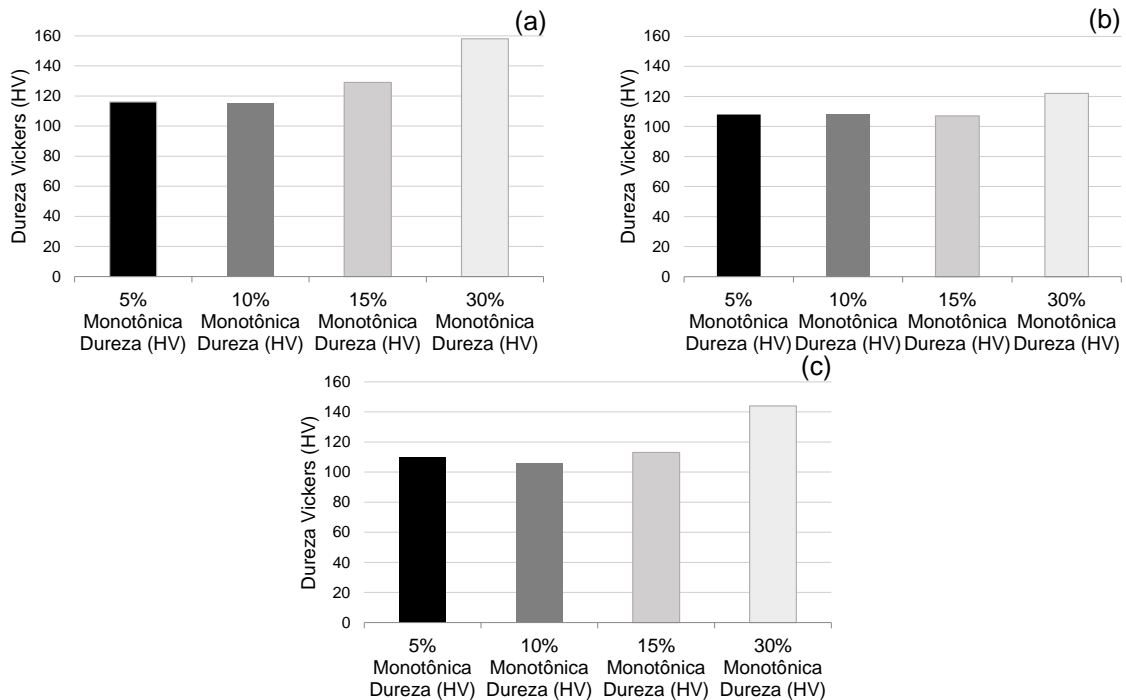 (a)
Dureza Vickers (HV)
160
140
120
100
80
60
40
20
0
5% 10% 15% 30%
Monotônica Monotônica Monotônica Monotônica
Dureza (HV) Dureza (HV) Dureza (HV) Dureza (HV)
(b)
Dureza Vickers (HV)
160
140
120
100
80
60
40
20
0
5% 10% 15% 30%
Monotônica Monotônica Monotônica Monotônica
Dureza (HV) Dureza (HV) Dureza (HV) Dureza (HV)
(c)
Dureza Vickers (HV)
160
140
120
100
80
60
40
20
0
5% 10% 15% 30%
Monotônica Monotônica Monotônica Monotônica
Dureza (HV) Dureza (HV) Dureza (HV) Dureza (HV)